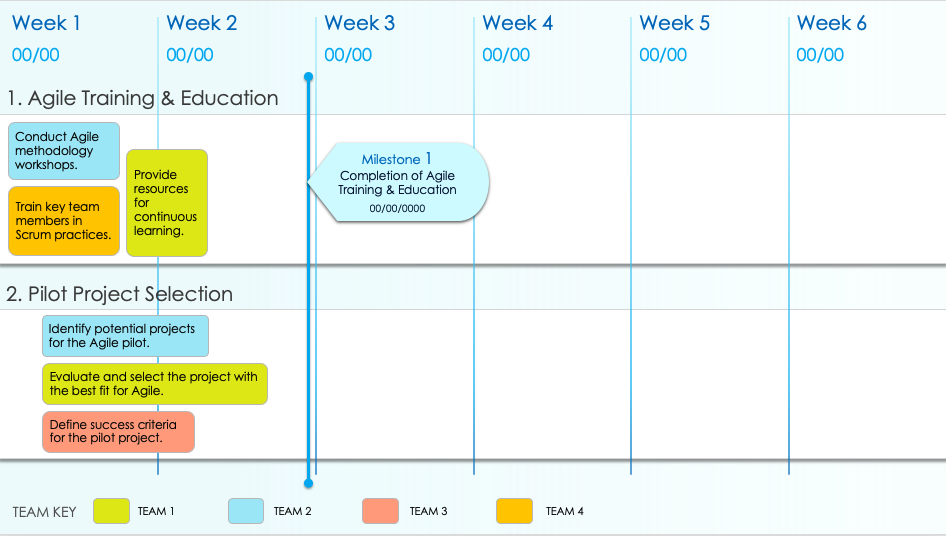 Week 1
Week 2
Week 3
Week 4
Week 5
Week 6
00/00
00/00
00/00
00/00
00/00
00/00
1. Agile Training & Education
Conduct Agile
methodology
workshops.
Train key team
members in
Scrum practices.
Provide
resources
for
continuous
learning.
Milestone 1
Completion of Agile
Training & Education
00/00/0000
2. Pilot Project Selection
Identify potential projects
for the Agile pilot.
Evaluate and select the project with
the best fit for Agile.
Define success criteria
for the pilot project.
TEAM KEY
TEAM 1
TEAM 2
TEAM 3
TEAM 4